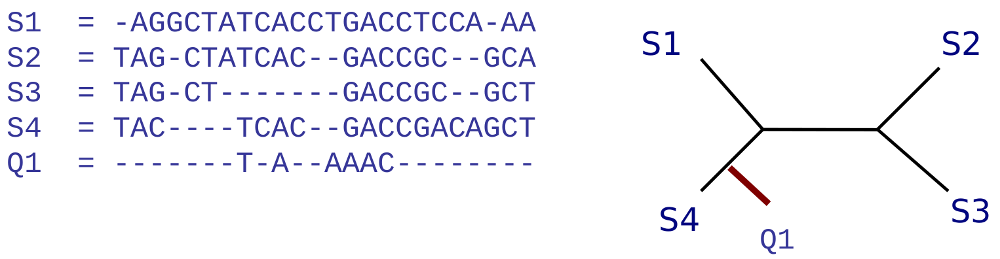 S1 = -AGGCTATCACCTGACCTCCA-AA
S2 = TAG-CTATCAC--GACCGC--GCA
S3 = TAG-CT-------GACCGC--GCT
S4 = TAC----TCAC--GACCGACAGCT
Q1 = -------T-A--AAAC--------
S1
S2
S4
S3
Q1